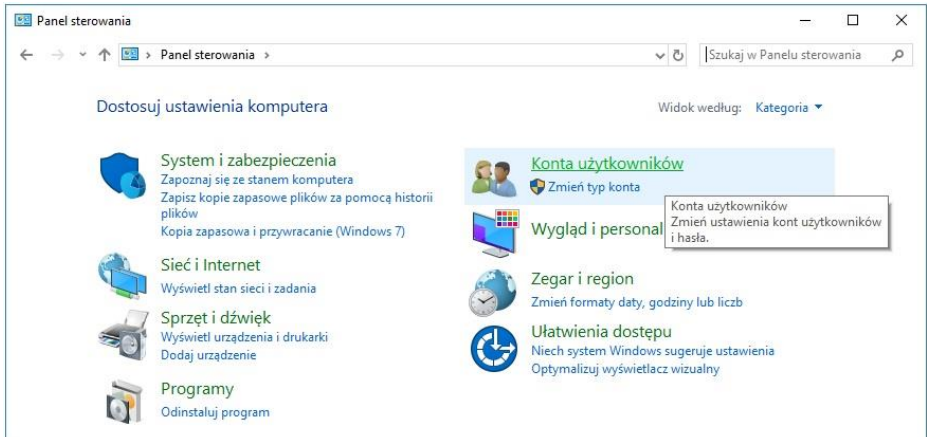 Panel sterowania
Panel sterowania
Szukaj w Panelu sterowania
Dostosuj ustawienia komputera
Widok według: Kategoria
System i zabezpieczenia
Zapoznaj się ze stanem komputera
Zapisz kopie zapasowe plików za pomocą historii
plików
Kopia zapasowa i przywracanie (Windows 7)
Sieć i Internet
Wyświetl stan sieci i zadania
Sprzęt i dźwięk
Wyświetl urządzenia i drukarki
Dodaj urządzenie
Programy
Odinstaluj program
Konta użytkowników
Zmień typ konta
Konta użytkowników
Zmień ustawienia kont użytkowników
i hasła.
Wygląd i personal
Zegar i region
Zmień formaty daty, godziny lub liczb
Ułatwienia dostępu
Niech system Windows sugeruje ustawienia
Optymalizuj wyświetlacz wizualny